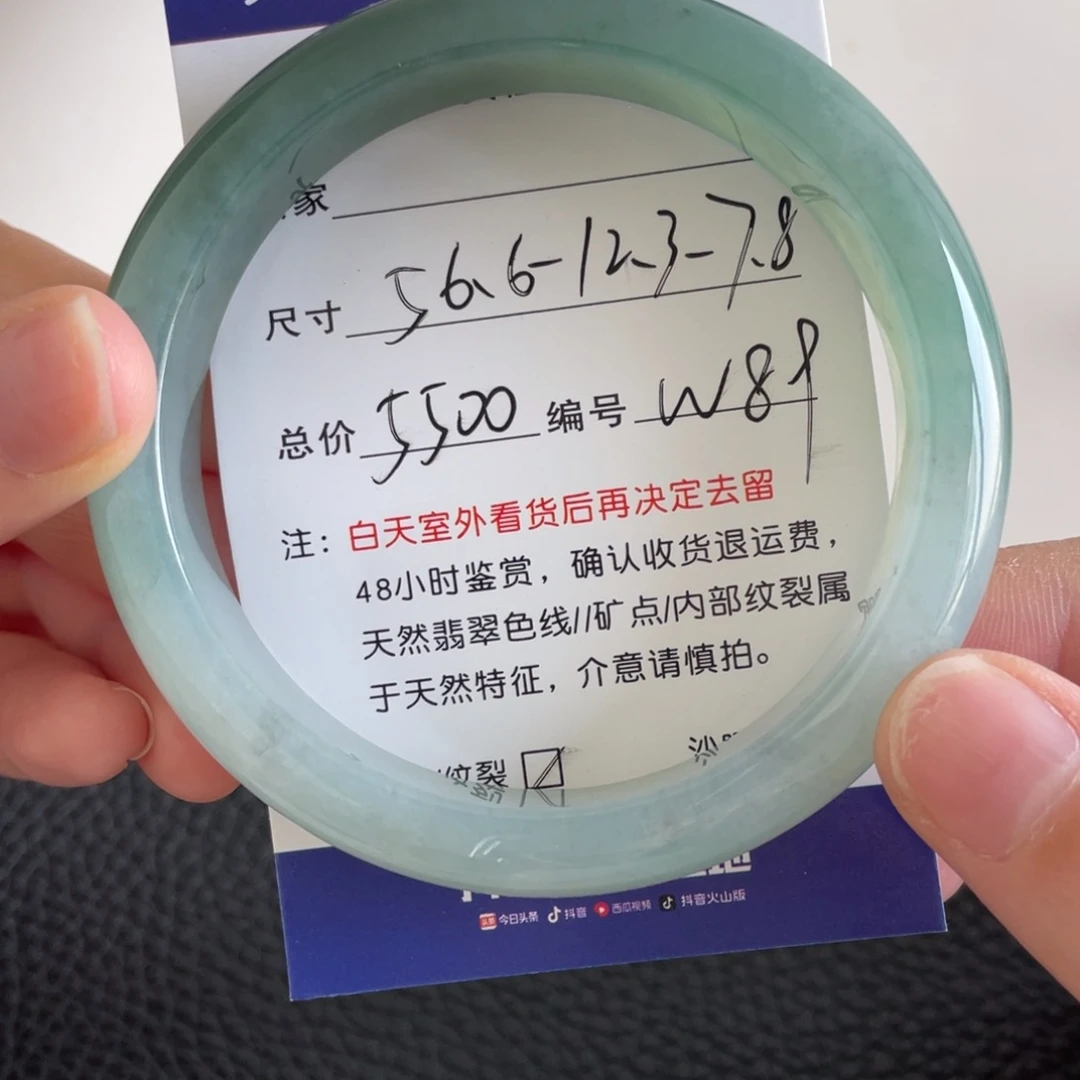 家
尺寸 56.6-12.3-7.8
总价 5500 编号 W89
注：白天室外看货后再决定去留
48小时鉴赏，确认收货退运费，
天然翡翠色线//矿点/内部纹裂属
于天然特征，介意请慎拍。
纹裂
今日头条 抖音 西瓜视频 抖音火山版